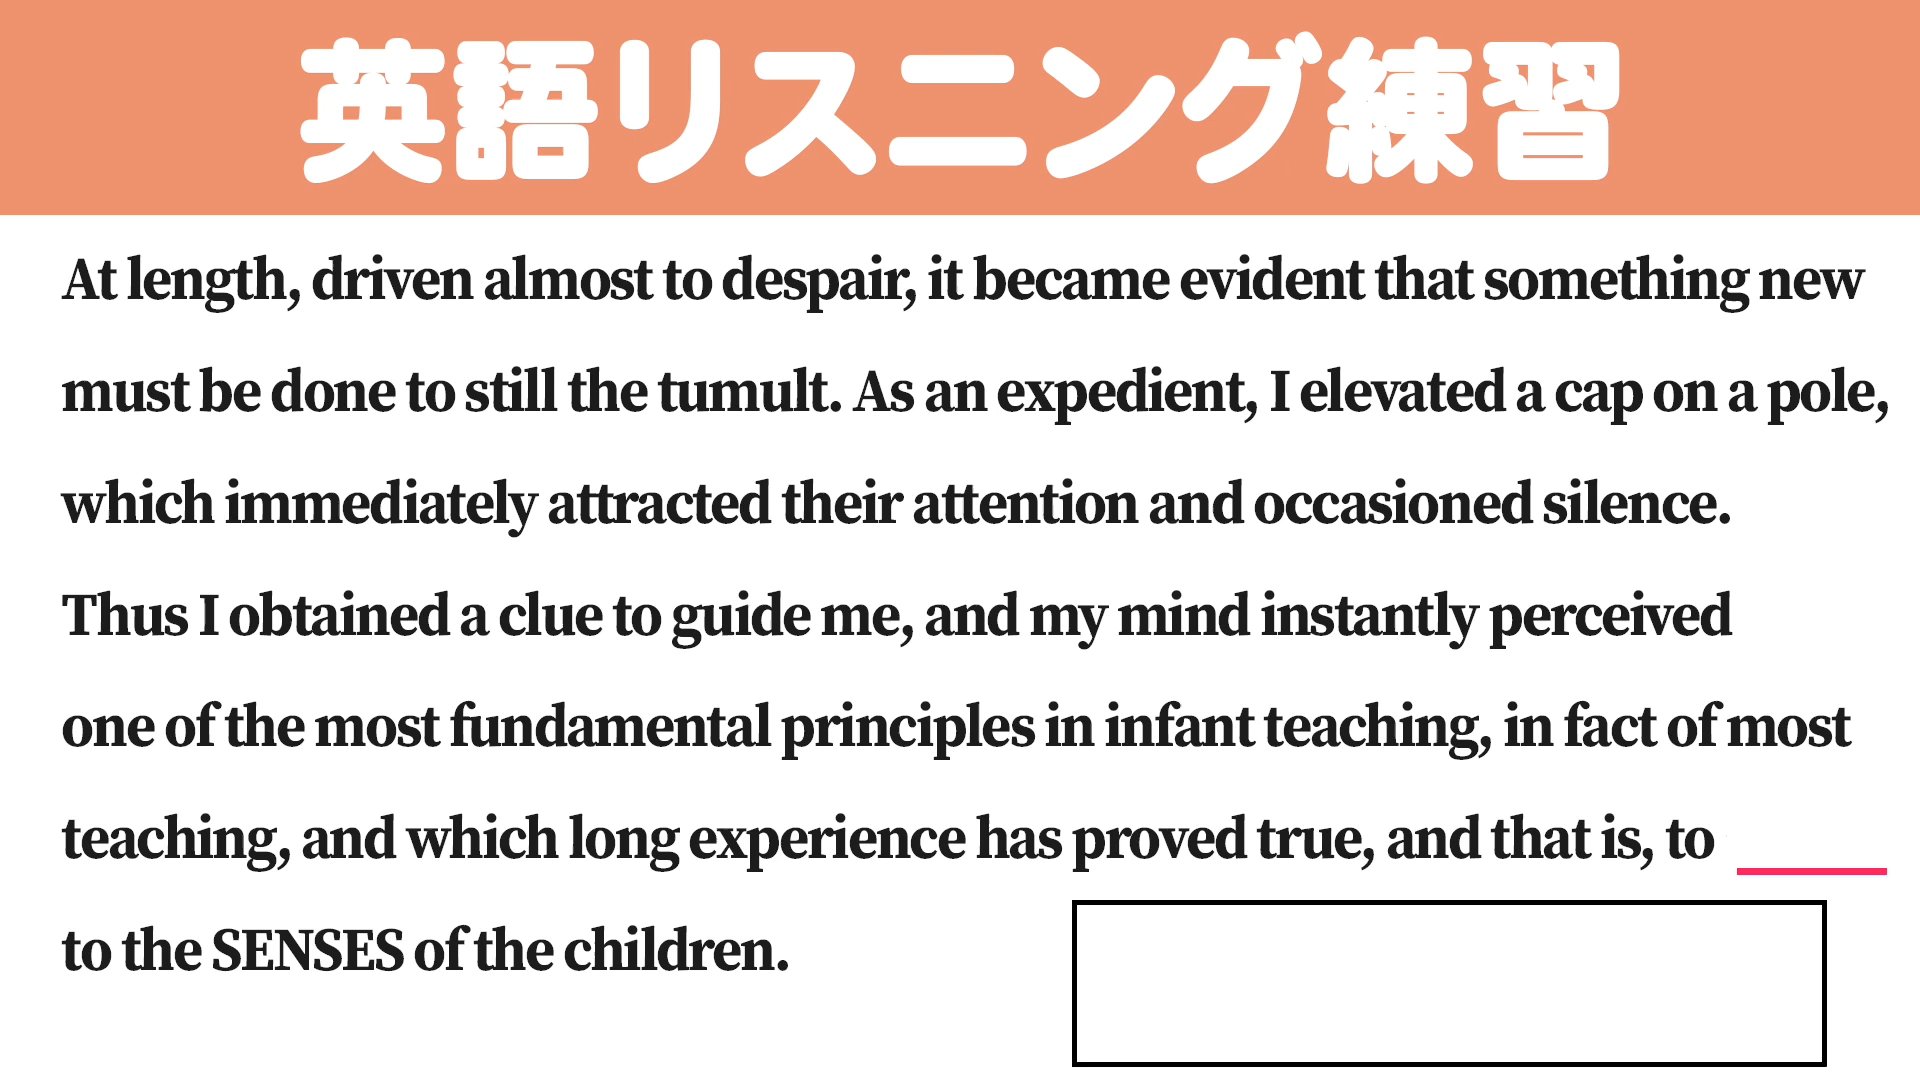 英語リスニング練習
At length, driven almost to despair, it became evident that something new
must be done to still the tumult. As an expedient, I elevated a cap on a pole,
which immediately attracted their attention and occasioned silence.
Thus I obtained a clue to guide me, and my mind instantly perceived
one of the most fundamental principles in infant teaching, in fact of most
teaching, and which long experience has proved true, and that is, to
to the SENSES of the children.